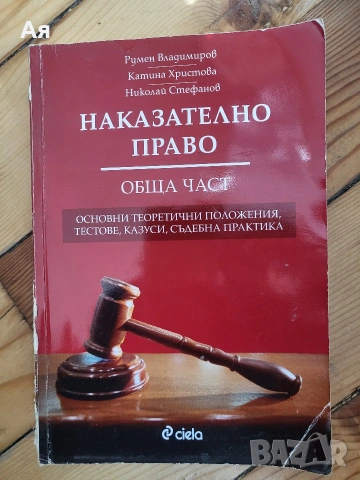 Ая
Румен Владимиров
Катина Христова
Николай Стефанов
НАКАЗАТЕЛНО
ПРАВО
ОБЩА ЧАСТ
ОСНОВНИ ТЕОРЕТИЧНИ ПОЛОЖЕНИЯ,
ТЕСТОВЕ, КАЗУСИ, СЪДЕБНА ПРАКТИКА
ciela
BAZAR